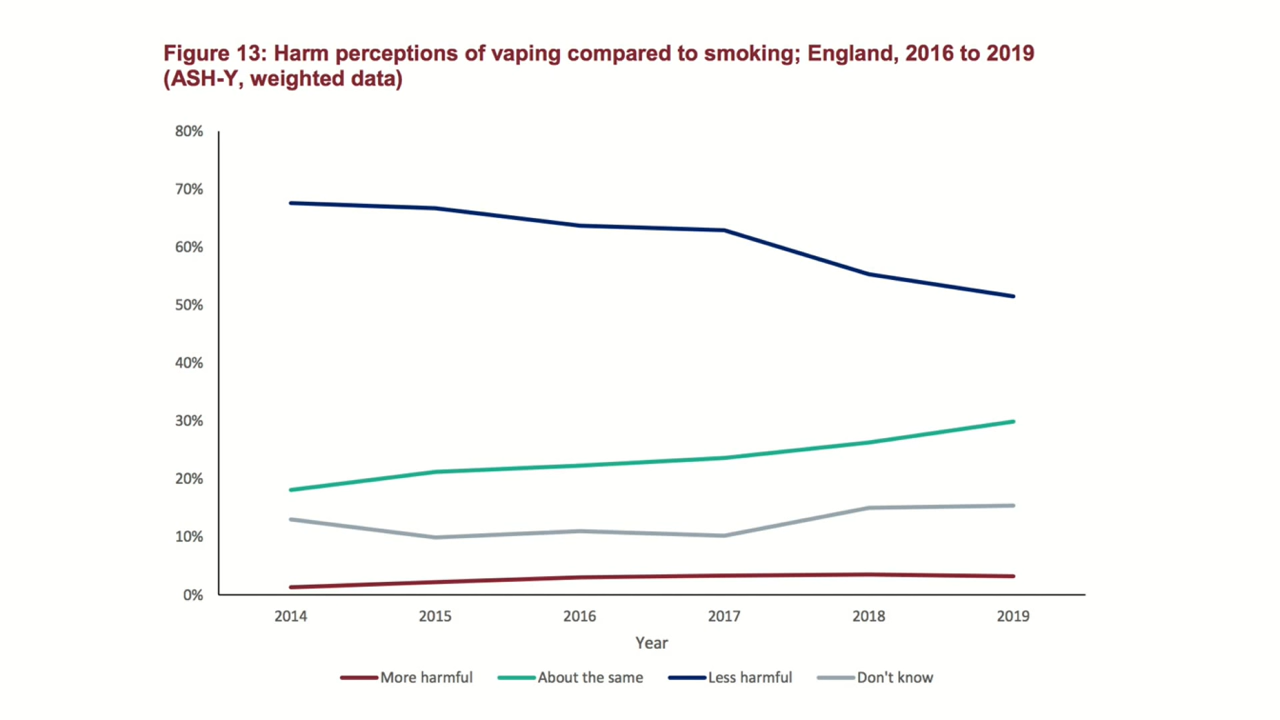 Figure 13: Harm perceptions of vaping compared to smoking; England, 2016 to 2019
(ASH-Y, weighted data)
80%
70%
60%
50%
40%
30%
20%
10%
0%
2014 2015 2016 2017 2018 2019
Year
More harmful About the same Less harmful Don't know